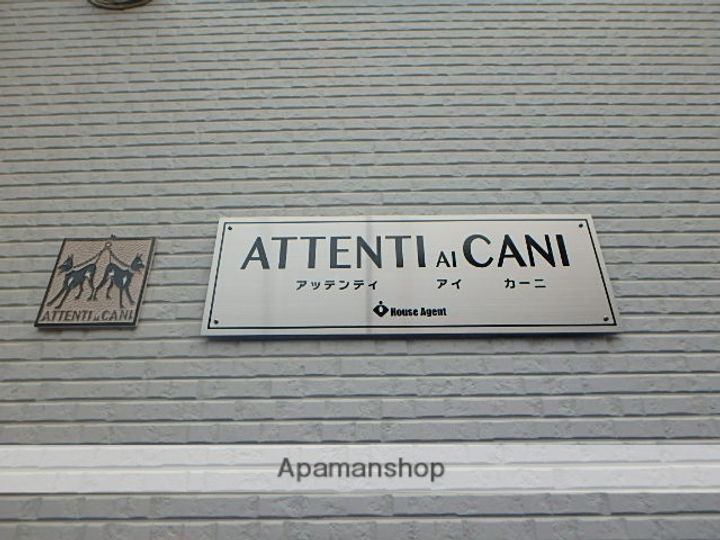 ATTENTI AI CANI
アッテンティ アイ カーニ
House Agent
ATTENTI AI CANI
Apamanshop